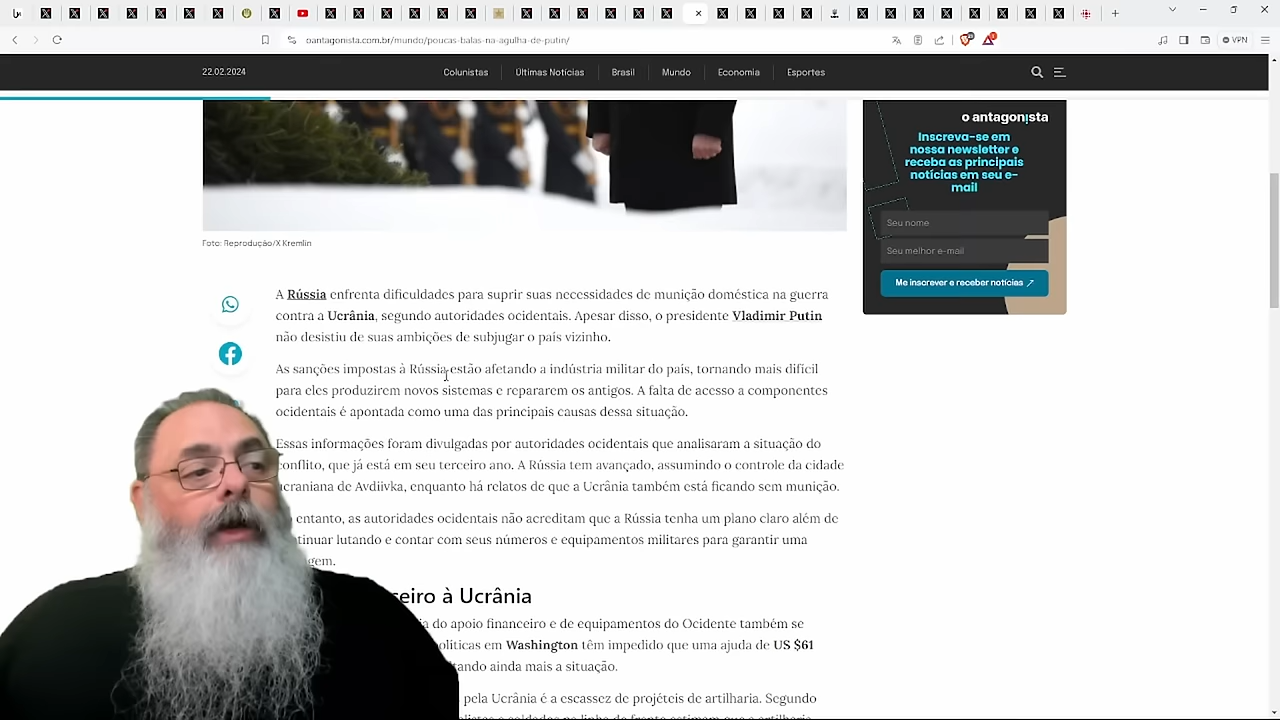 oantagonista.com.br/mundo/poucas-balas-na-agulha-de-putin/
VPN
22.02.2024
Colunistas
Últimas Notícias
Brasil
Mundo
Economia
Esportes
o antagonista
Inscreva-se em
nossa newsletter e
receba as principais
notícias em seu e-
mail
Seu nome
Seu melhor e-mail
Me inscrever e receber notícias
Foto: Reprodução/X Kremlin
A Rússia enfrenta dificuldades para suprir suas necessidades de munição doméstica na guerra
contra a Ucrânia, segundo autoridades ocidentais. Apesar disso, o presidente Vladimir Putin
não desistiu de suas ambições de subjugar o país vizinho.
As sanções impostas à Rússia estão afetando a indústria militar do país, tornando mais difícil
para eles produzirem novos sistemas e repararem os antigos. A falta de acesso a componentes
ocidentais é apontada como uma das principais causas dessa situação.
Essas informações foram divulgadas por autoridades ocidentais que analisaram a situação do
conflito, que já está em seu terceiro ano. A Rússia tem avançado, assumindo o controle da cidade
ucraniana de Avdiivka, enquanto há relatos de que a Ucrânia também está ficando sem munição.
entanto, as autoridades ocidentais não acreditam que a Rússia tenha um plano claro além de
tinuar lutando e contar com seus números e equipamentos militares para garantir uma
gem.
ceiro à Ucrânia
do apoio financeiro e de equipamentos do Ocidente também se
olíticas em Washington têm impedido que uma ajuda de US $61
tando ainda mais a situação.
pela Ucrânia é a escassez de projéteis de artilharia. Segundo